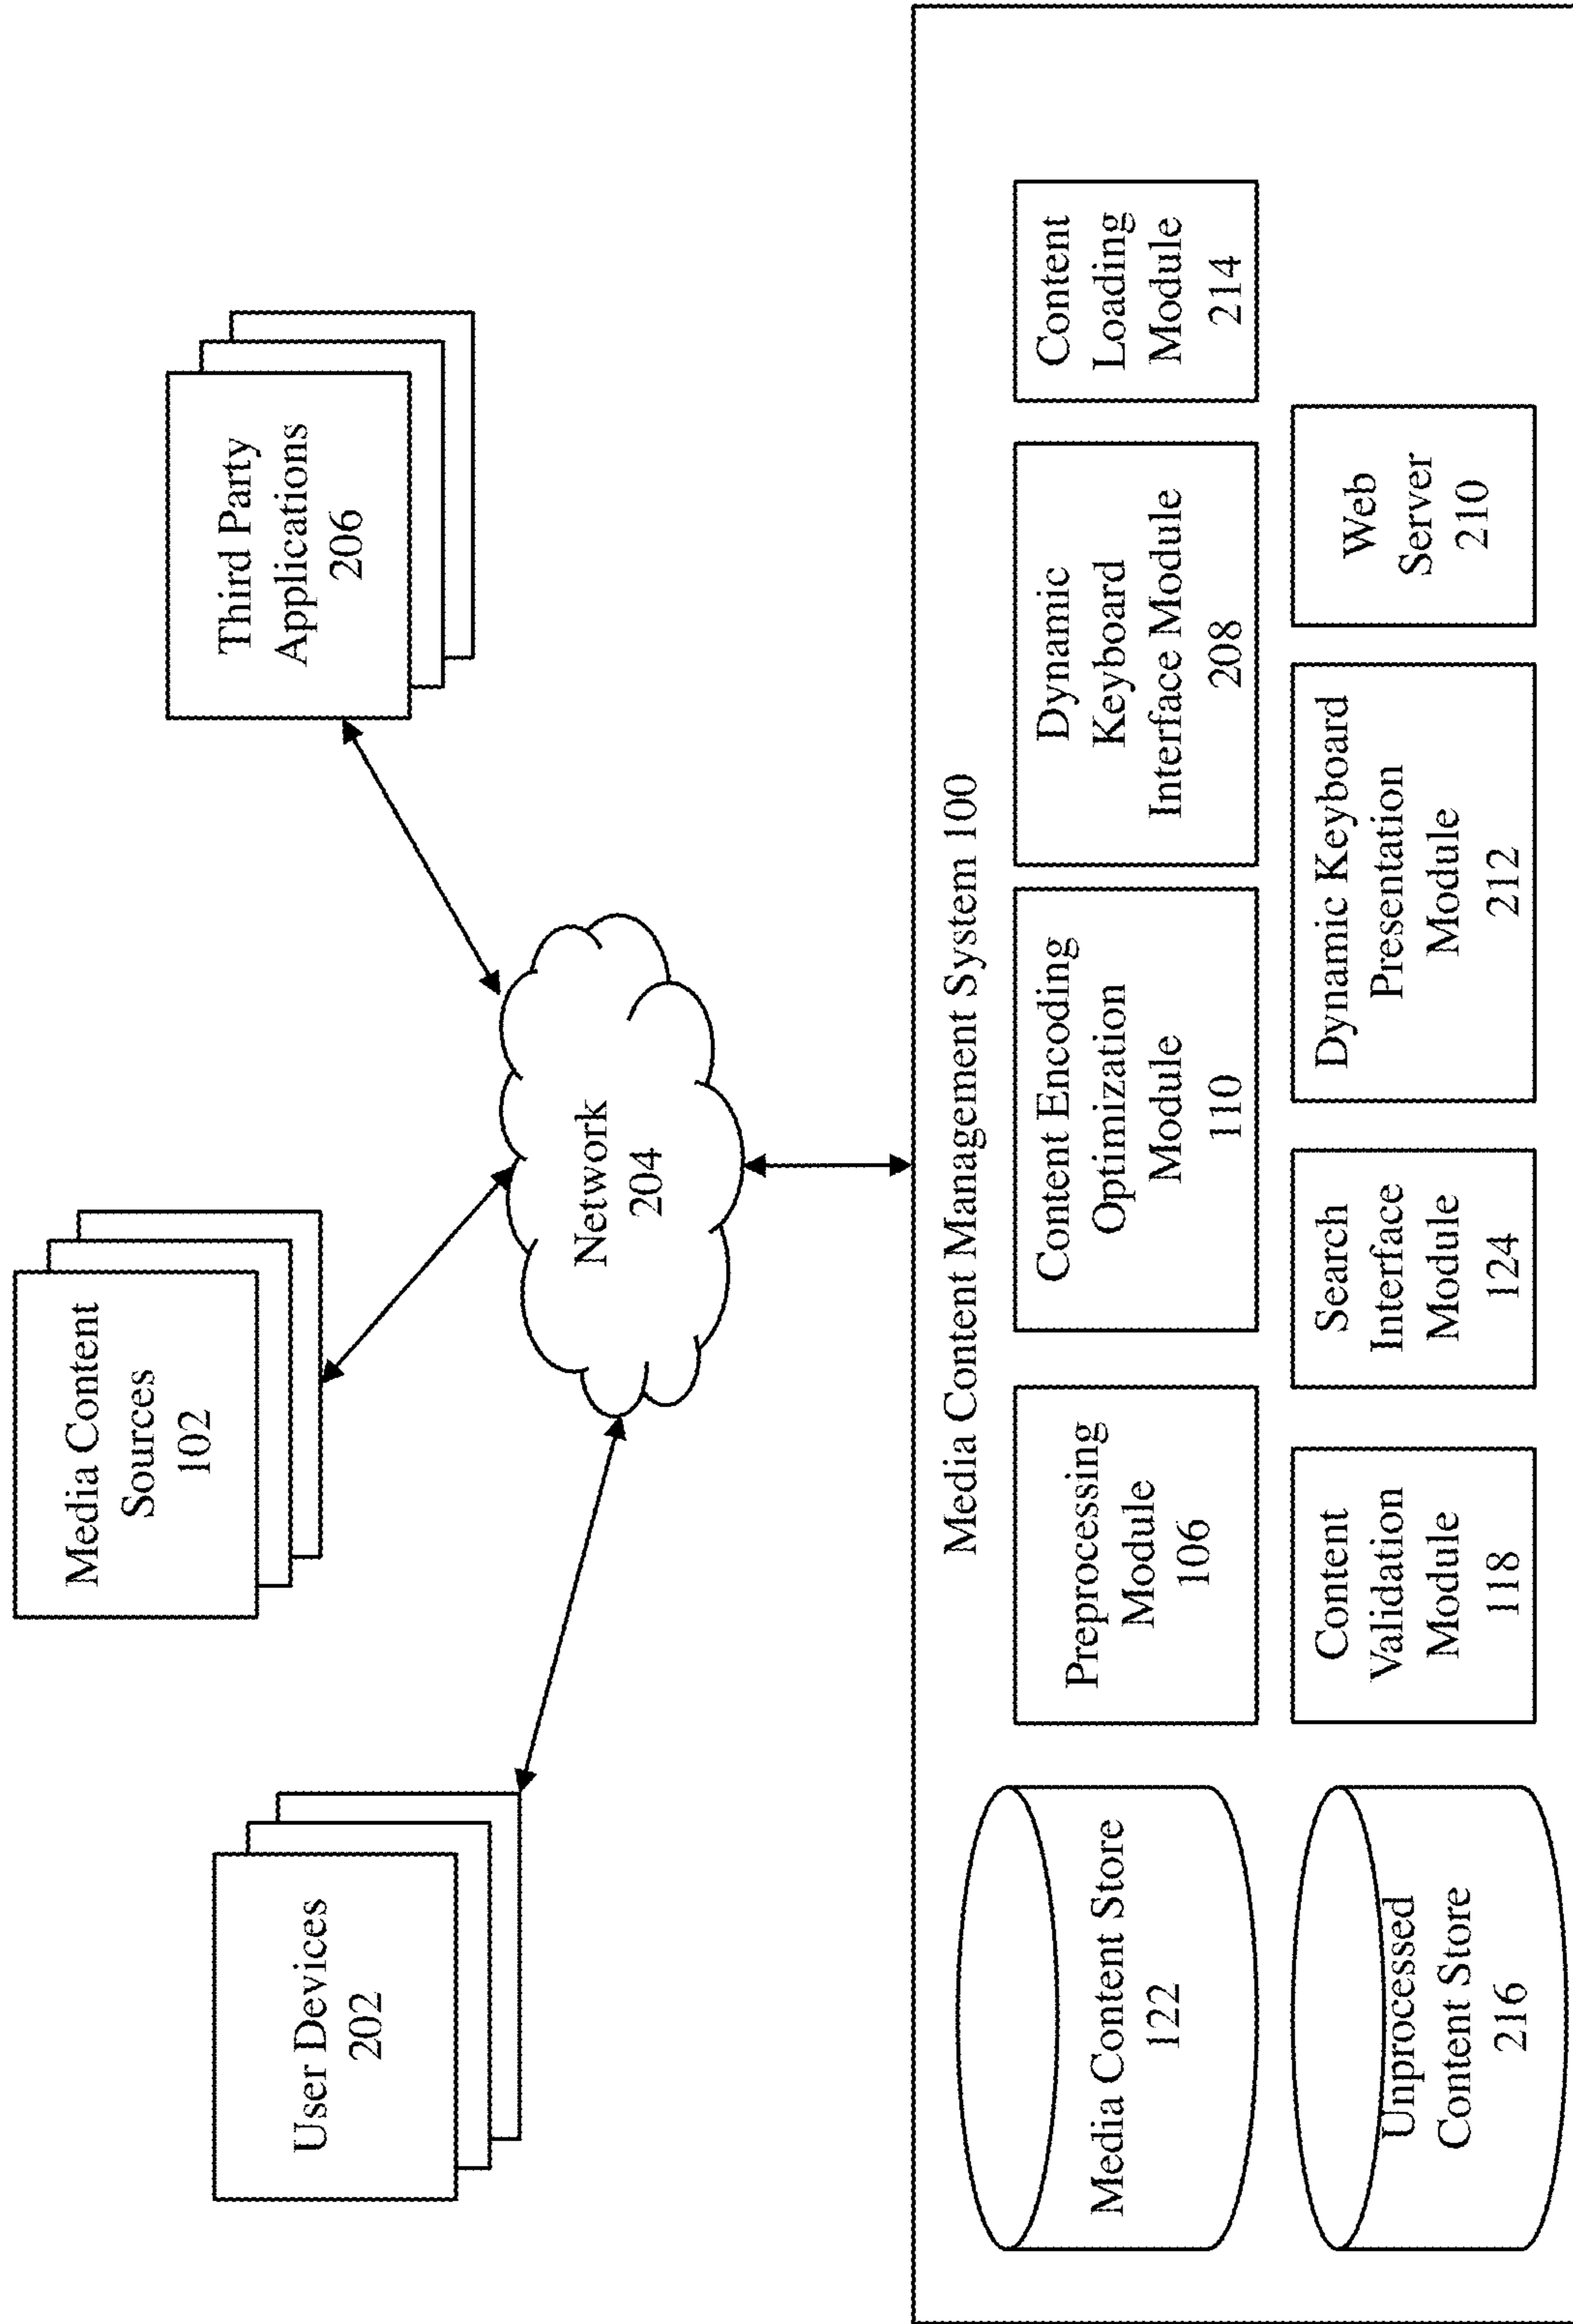 User Devices
202
Media Content
Sources
102
Third Party
Applications
206
Network
204
Media Content Management System 100
Media Content Store
122
Preprocessing
Module
106
Content Encoding
Optimization
Module
110
Dynamic
Keyboard
Interface Module
208
Content
Loading
Module
214
Unprocessed
Content Store
216
Content
Validation
Module
118
Search
Interface
Module
124
Dynamic Keyboard
Presentation
Module
212
Web
Server
210